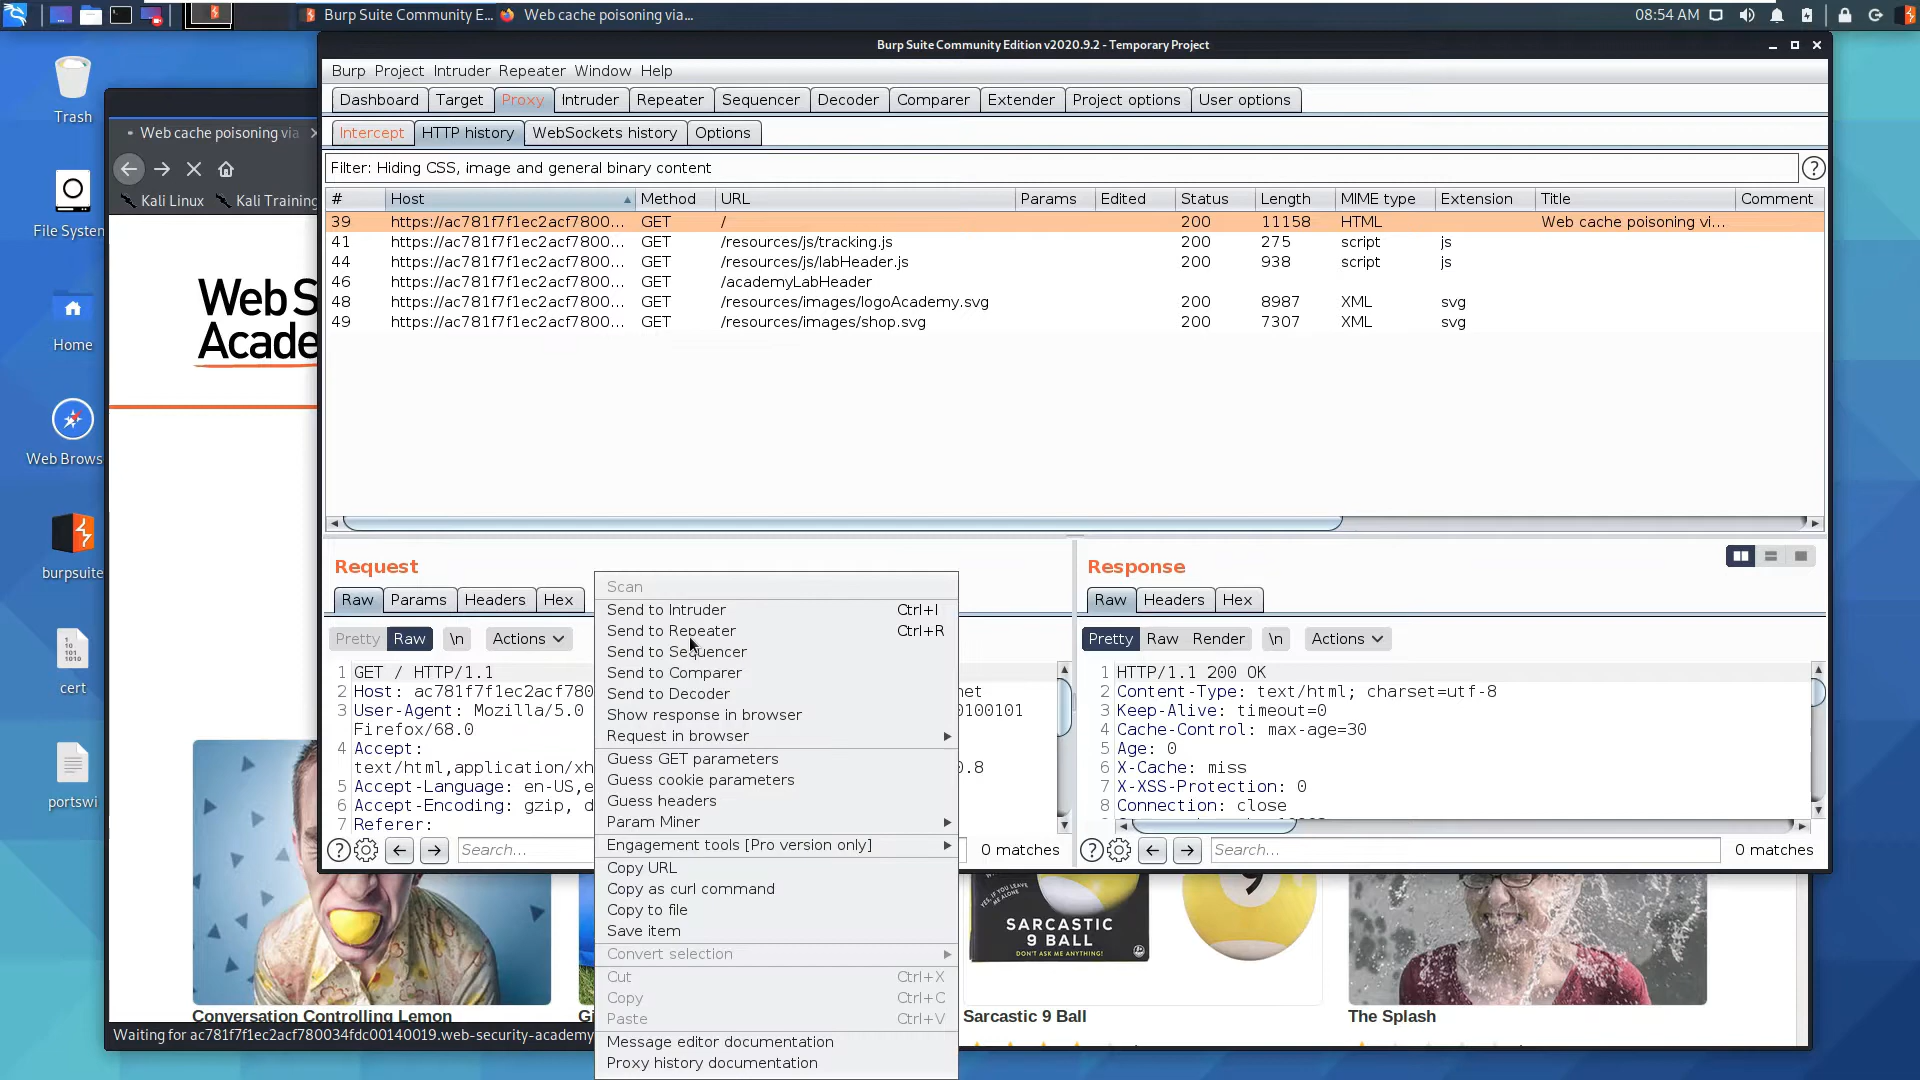 Burp Suite Community E...
Web cache poisoning via...
08:54 AM
Burp Suite Community Edition v2020.9.2 - Temporary Project
Burp Project Intruder Repeater Window Help
Dashboard Target Proxy Intruder Repeater Sequencer Decoder Comparer Extender Project options User options
Intercept HTTP history WebSockets history Options
Filter: Hiding CSS, image and general binary content
# Host Method URL Params Edited Status Length MIME type Extension Title Comment
39 https://ac781f7f1ec2acf7800... GET / 200 11158 HTML Web cache poisoning vi...
41 https://ac781f7f1ec2acf7800... GET /resources/js/tracking.js 200 275 script js
44 https://ac781f7f1ec2acf7800... GET /resources/js/labHeader.js 200 938 script js
46 https://ac781f7f1ec2acf7800... GET /academyLabHeader
48 https://ac781f7f1ec2acf7800... GET /resources/images/logoAcademy.svg 200 8987 XML svg
49 https://ac781f7f1ec2acf7800... GET /resources/images/shop.svg 200 7307 XML svg
Request
Raw Params Headers Hex
Pretty Raw \n Actions
1 GET / HTTP/1.1
2 Host: ac781f7f1ec2acf780 net
3 User-Agent: Mozilla/5.0 0100101
Firefox/68.0
4 Accept:
text/html,application/xh 0.8
5 Accept-Language: en-US,e
6 Accept-Encoding: gzip, d
7 Referer:
Search...
0 matches
Scan
Send to Intruder Ctrl+I
Send to Repeater Ctrl+R
Send to Sequencer
Send to Comparer
Send to Decoder
Show response in browser
Request in browser
Guess GET parameters
Guess cookie parameters
Guess headers
Param Miner
Engagement tools [Pro version only]
Copy URL
Copy as curl command
Copy to file
Save item
Convert selection
Cut Ctrl+X
Copy Ctrl+C
Paste Ctrl+V
Message editor documentation
Proxy history documentation
Response
Raw Headers Hex
Pretty Raw Render \n Actions
1 HTTP/1.1 200 OK
2 Content-Type: text/html; charset=utf-8
3 Keep-Alive: timeout=0
4 Cache-Control: max-age=30
5 Age: 0
6 X-Cache: miss
7 X-XSS-Protection: 0
8 Connection: close
Search...
0 matches
Trash
File System
Home
Web Brows
burpsuite
cert
portswi
Web cache poisoning via
Kali Linux Kali Training
Web S
Acade
Conversation Controlling Lemon
Gi
SARCASTIC
9 BALL
DON'T ASK ME ANYTHING!
9
Sarcastic 9 Ball
The Splash
Waiting for ac781f7f1ec2acf780034fdc00140019.web-security-academy